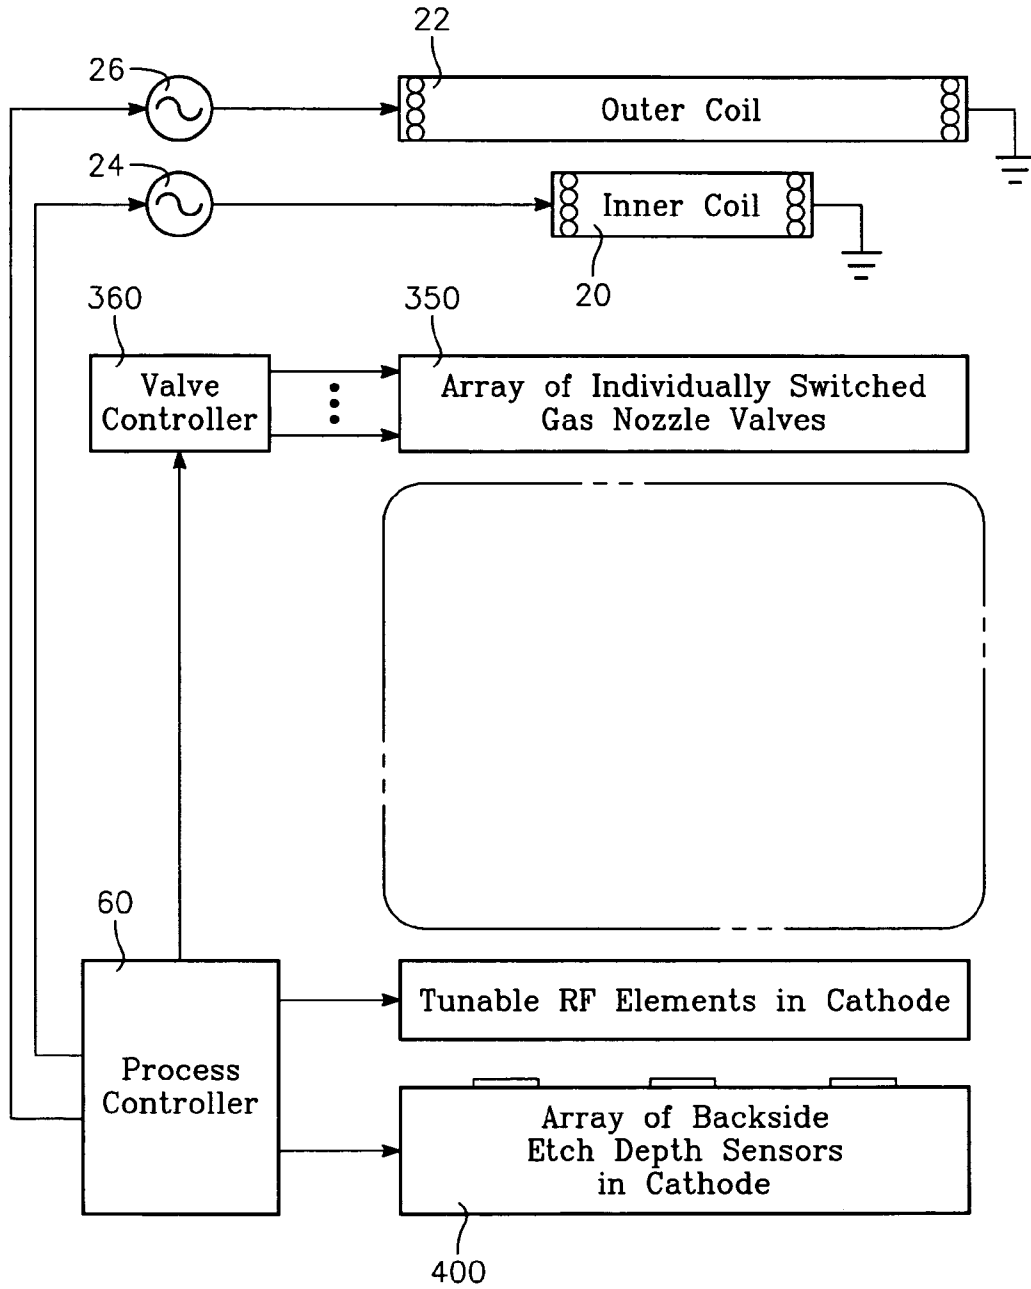 22
26
Outer Coil
24
Inner Coil
20
360
350
Valve
Controller
Array of Individually Switched
Gas Nozzle Valves
60
Process
Controller
Tunable RF Elements in Cathode
Array of Backside
Etch Depth Sensors
in Cathode
400